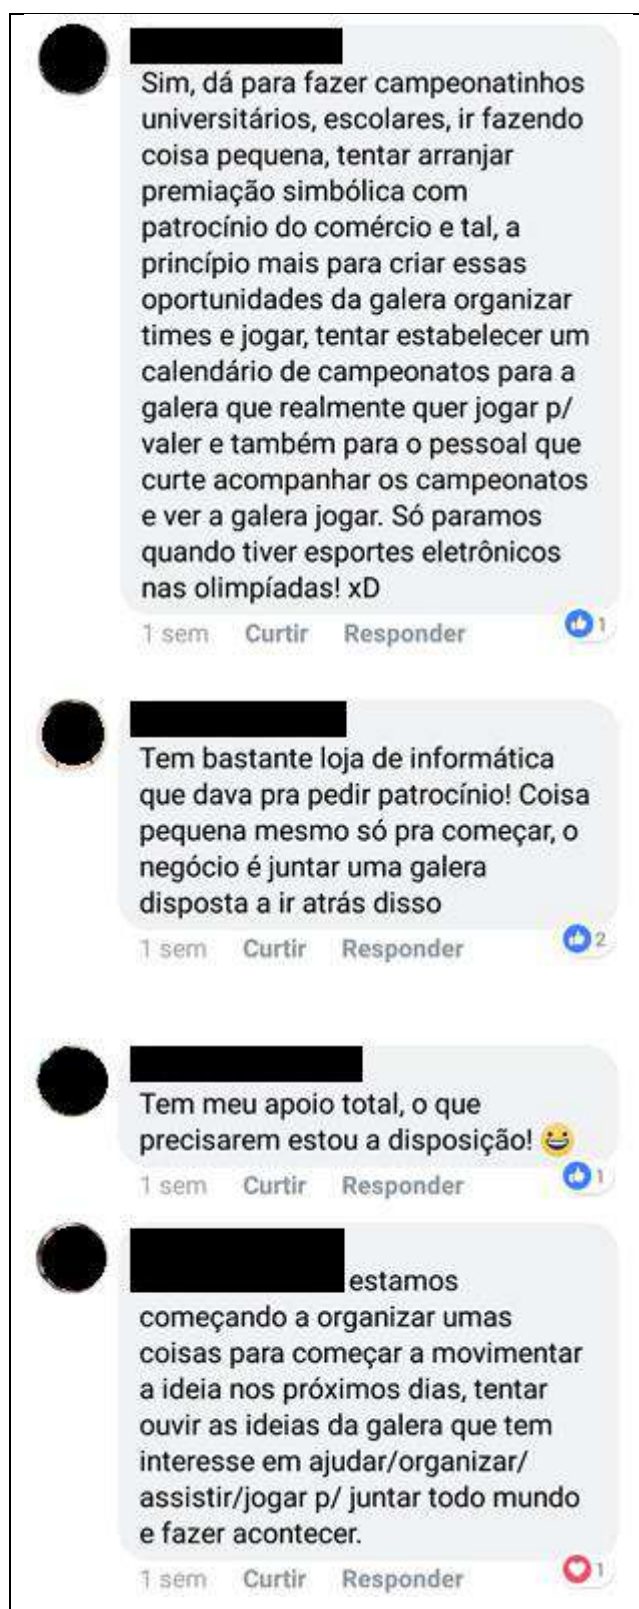 Sim, dá para fazer campeonatinhos
universitários, escolares, ir fazendo
coisa pequena, tentar arranjar
premiação simbólica com
patrocínio do comércio e tal, a
princípio mais para criar essas
oportunidades da galera organizar
times e jogar, tentar estabelecer um
calendário de campeonatos para a
galera que realmente quer jogar p/
valer e também para o pessoal que
curte acompanhar os campeonatos
e ver a galera jogar. Só paramos
quando tiver esportes eletrônicos
nas olimpíadas! xD
1 sem Curtir Responder 1
Tem bastante loja de informática
que dava pra pedir patrocínio! Coisa
pequena mesmo só pra começar, o
negócio é juntar uma galera
disposta a ir atrás disso
1 sem Curtir Responder 2
Tem meu apoio total, o que
precisarem estou a disposição! 😀
1 sem Curtir Responder 1
estamos
começando a organizar umas
coisas para começar a movimentar
a ideia nos próximos dias, tentar
ouvir as ideias da galera que tem
interesse em ajudar/organizar/
assistir/jogar p/ juntar todo mundo
e fazer acontecer.
1 sem Curtir Responder 1